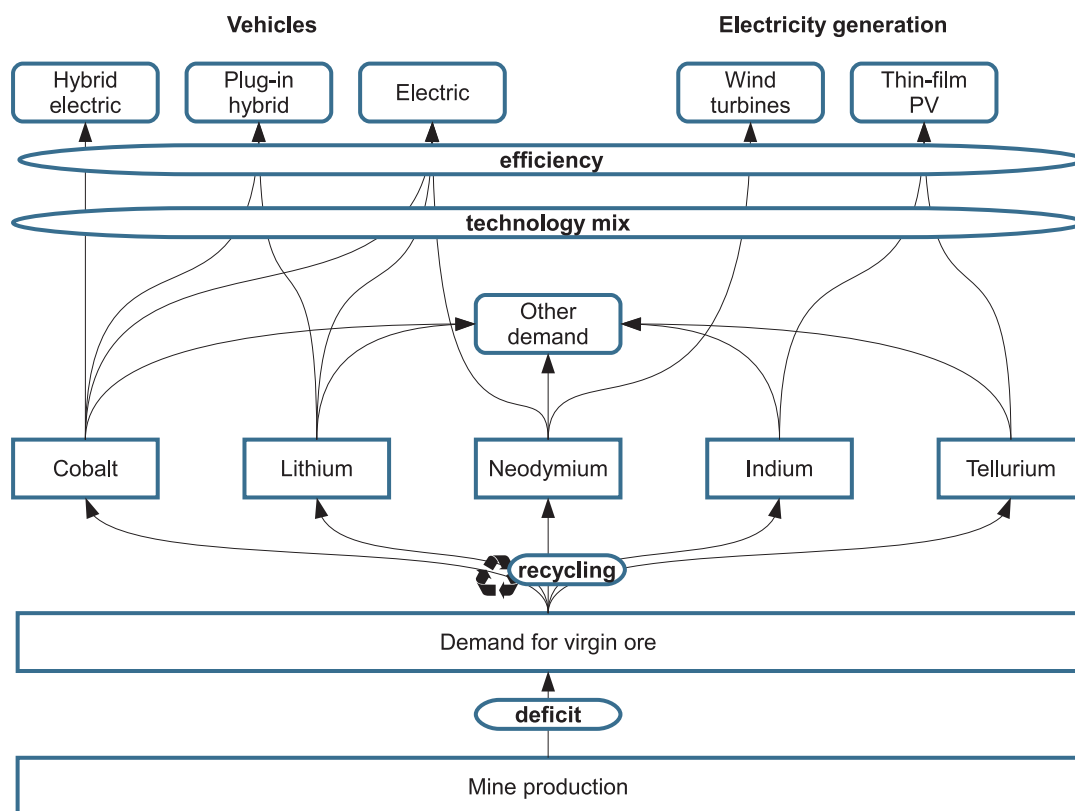 Vehicles
Electricity generation
Hybrid
electric
Plug-in
hybrid
Electric
Wind
turbines
Thin-film
PV
efficiency
technology mix
Other
demand
Cobalt
Lithium
Neodymium
Indium
Tellurium
recycling
Demand for virgin ore
deficit
Mine production